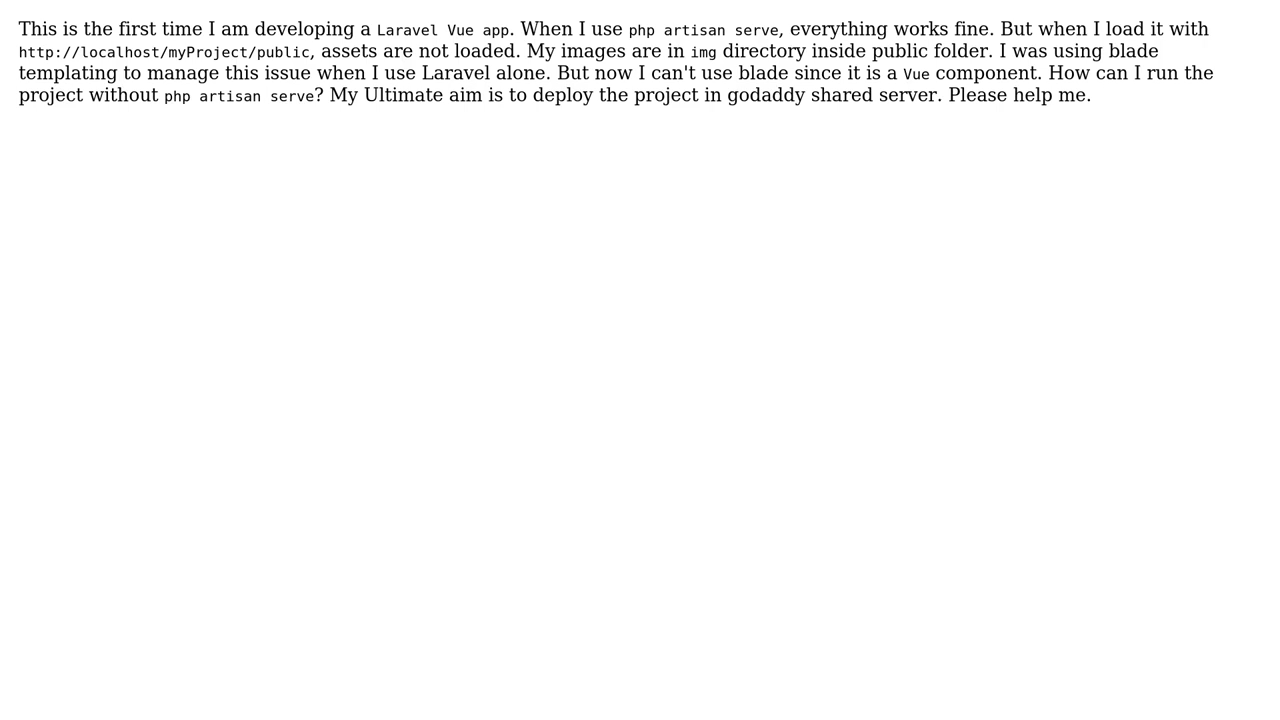 This is the first time I am developing a Laravel Vue app. When I use php artisan serve, everything works fine. But when I load it with
http://localhost/myProject/public, assets are not loaded. My images are in img directory inside public folder. I was using blade
templating to manage this issue when I use Laravel alone. But now I can't use blade since it is a Vue component. How can I run the
project without php artisan serve? My Ultimate aim is to deploy the project in godaddy shared server. Please help me.